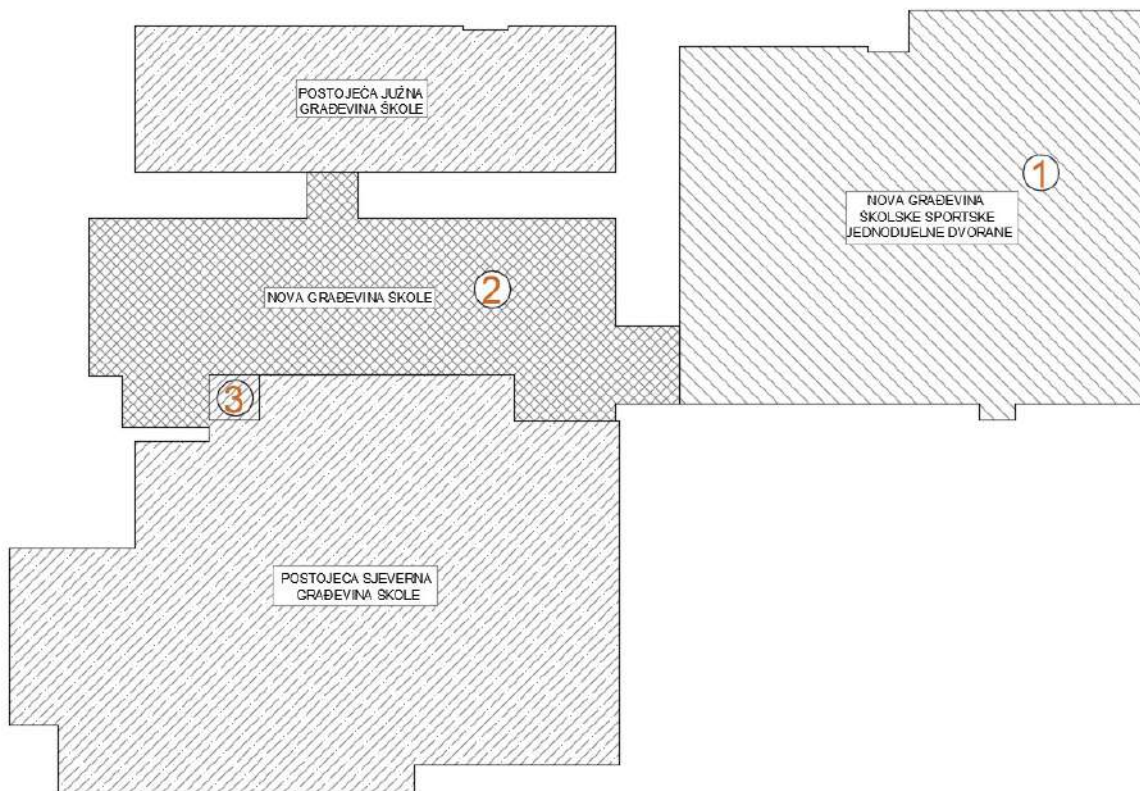 POSTOJEĆA JUŽNA
GRAĐEVINA ŠKOLE
1
NOVA GRAĐEVINA
ŠKOLSKE SPORTSKE
JEDNODIJELNE DVORANE
2
NOVA GRAĐEVINA ŠKOLE
3
POSTOJEĆA SJEVERNA
GRAĐEVINA ŠKOLE